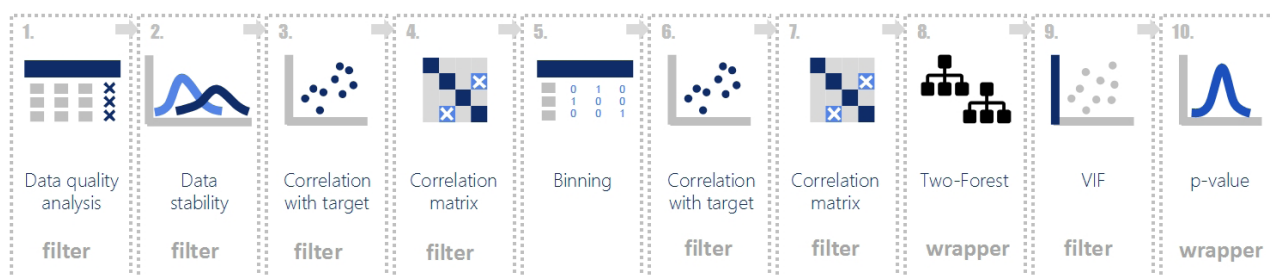 1.
Data quality
analysis
filter
2.
Data
stability
filter
3.
Correlation
with target
filter
4.
Correlation
matrix
filter
5.
0 1 0
1 0 0
0 0 1
Binning
6.
Correlation
with target
filter
7.
Correlation
matrix
filter
8.
Two-Forest
wrapper
9.
VIF
filter
10.
p-value
wrapper